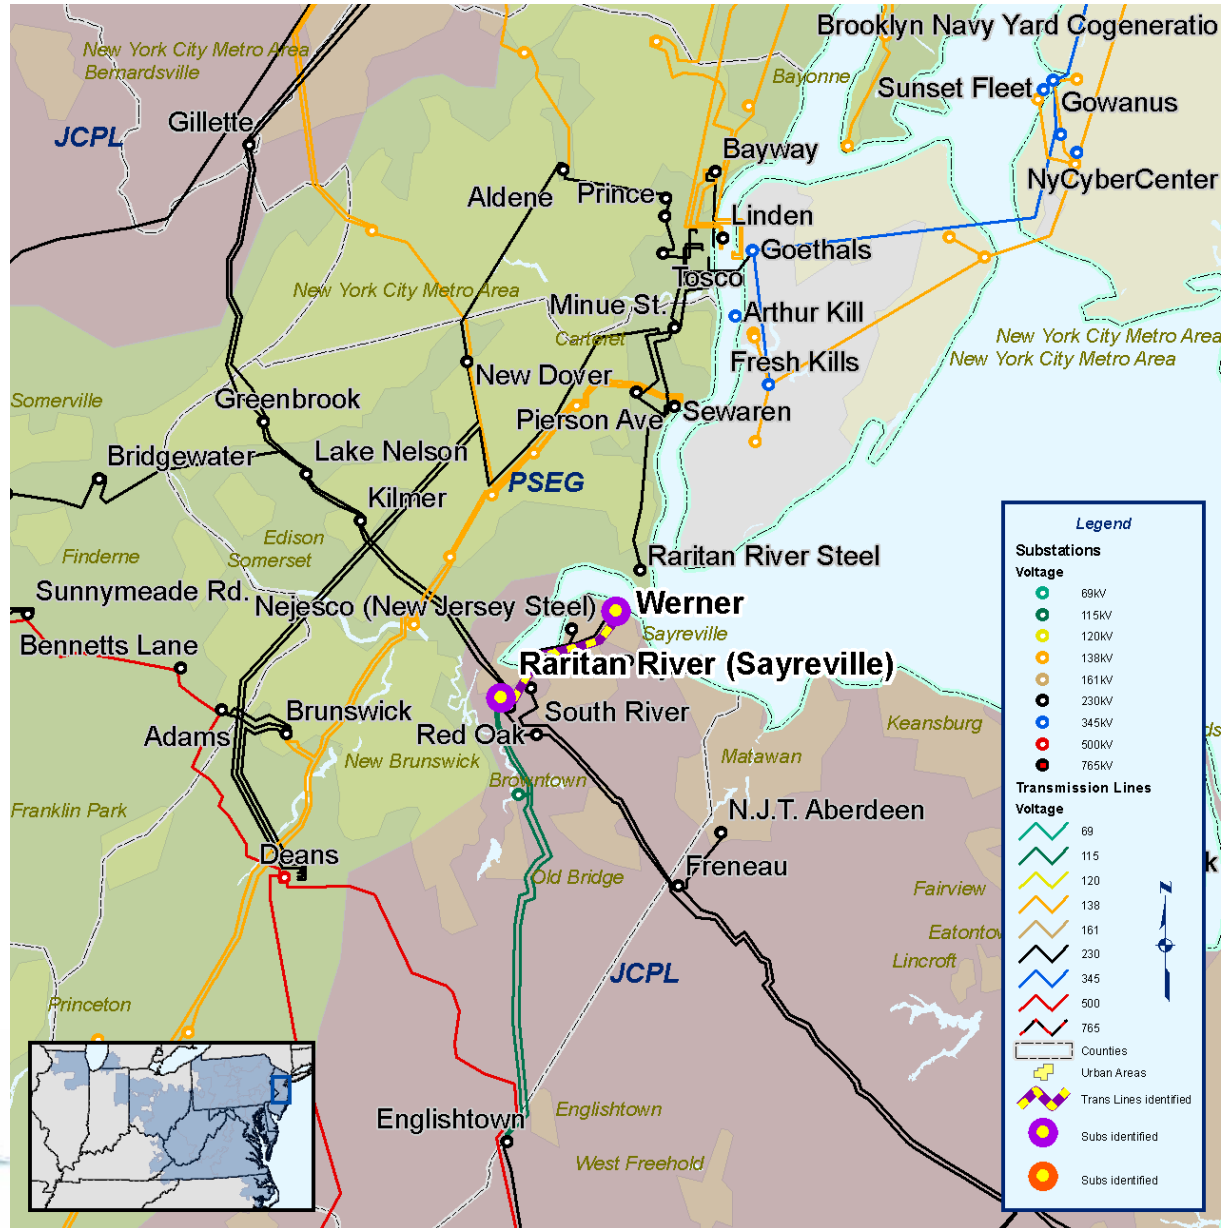 Brooklyn Navy Yard Cogeneratio
New York City Metro Area
Bernardsville
Bayonne
Sunset Fleet
Gowanus
Gillette
JCPL
Bayway
NyCyberCenter
Aldene
Prince
Linden
Goethals
Tosco
New York City Metro Area
Minue St.
Arthur Kill
Carteret
New York City Metro Area
New York City Metro Area
Fresh Kills
New Dover
Somerville
Greenbrook
Pierson Ave
Sewaren
Bridgewater
Lake Nelson
PSEG
Kilmer
Edison
Finderne
Somerset
Raritan River Steel
Sunnymeade Rd.
Nejesco (New Jersey Steel)
Werner
Sayreville
Bennetts Lane
Raritan River (Sayreville)
Brunswick
South River
Adams
Red Oak
Keansburg
New Brunswick
Matawan
Browntown
Franklin Park
N.J.T. Aberdeen
Deans
Freneau
Old Bridge
Fairview
Eatontow
Lincroft
JCPL
Princeton
Englishtown
Englishtown
West Freehold
ds
k
Legend
Substations
Voltage
69kV
115kV
120kV
138kV
161kV
230kV
345kV
500kV
765kV
Transmission Lines
Voltage
69
115
120
138
161
230
345
500
765
Counties
Urban Areas
Trans Lines identified
Subs identified
Subs identified
Z